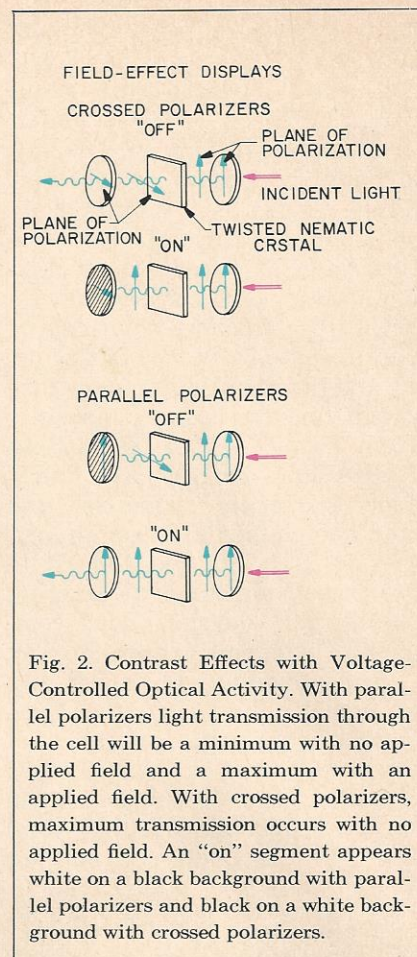 FIELD-EFFECT DISPLAYS
CROSSED POLARIZERS
"OFF"
PLANE OF
POLARIZATION
INCIDENT LIGHT
PLANE OF
POLARIZATION
TWISTED NEMATIC
CRSTAL
"ON"
PARALLEL POLARIZERS
"OFF"
"ON"
Fig. 2. Contrast Effects with Voltage-
Controlled Optical Activity. With paral-
lel polarizers light transmission through
the cell will be a minimum with no ap-
plied field and a maximum with an
applied field. With crossed polarizers,
maximum transmission occurs with no
applied field. An “on” segment appears
white on a black background with paral-
lel polarizers and black on a white back-
ground with crossed polarizers.